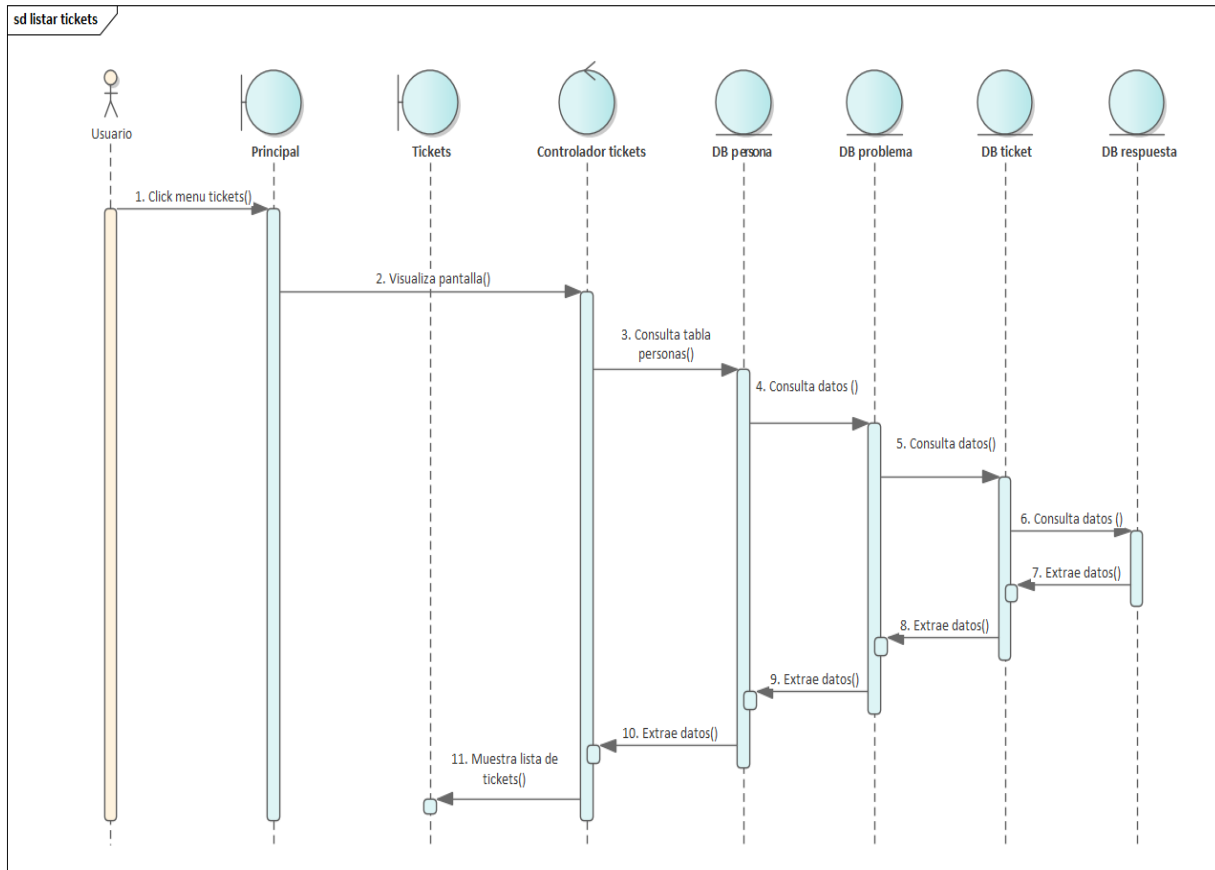 sd listar tickets
Usuario
Principal
Tickets
Controlador tickets
DB persona
DB problema
DB ticket
DB respuesta
1. Click menu tickets()
2. Visualiza pantalla()
3. Consulta tabla
personas()
4. Consulta datos ()
5. Consulta datos()
6. Consulta datos ()
7. Extrae datos()
8. Extrae datos()
9. Extrae datos()
10. Extrae datos()
11. Muestra lista de
tickets()